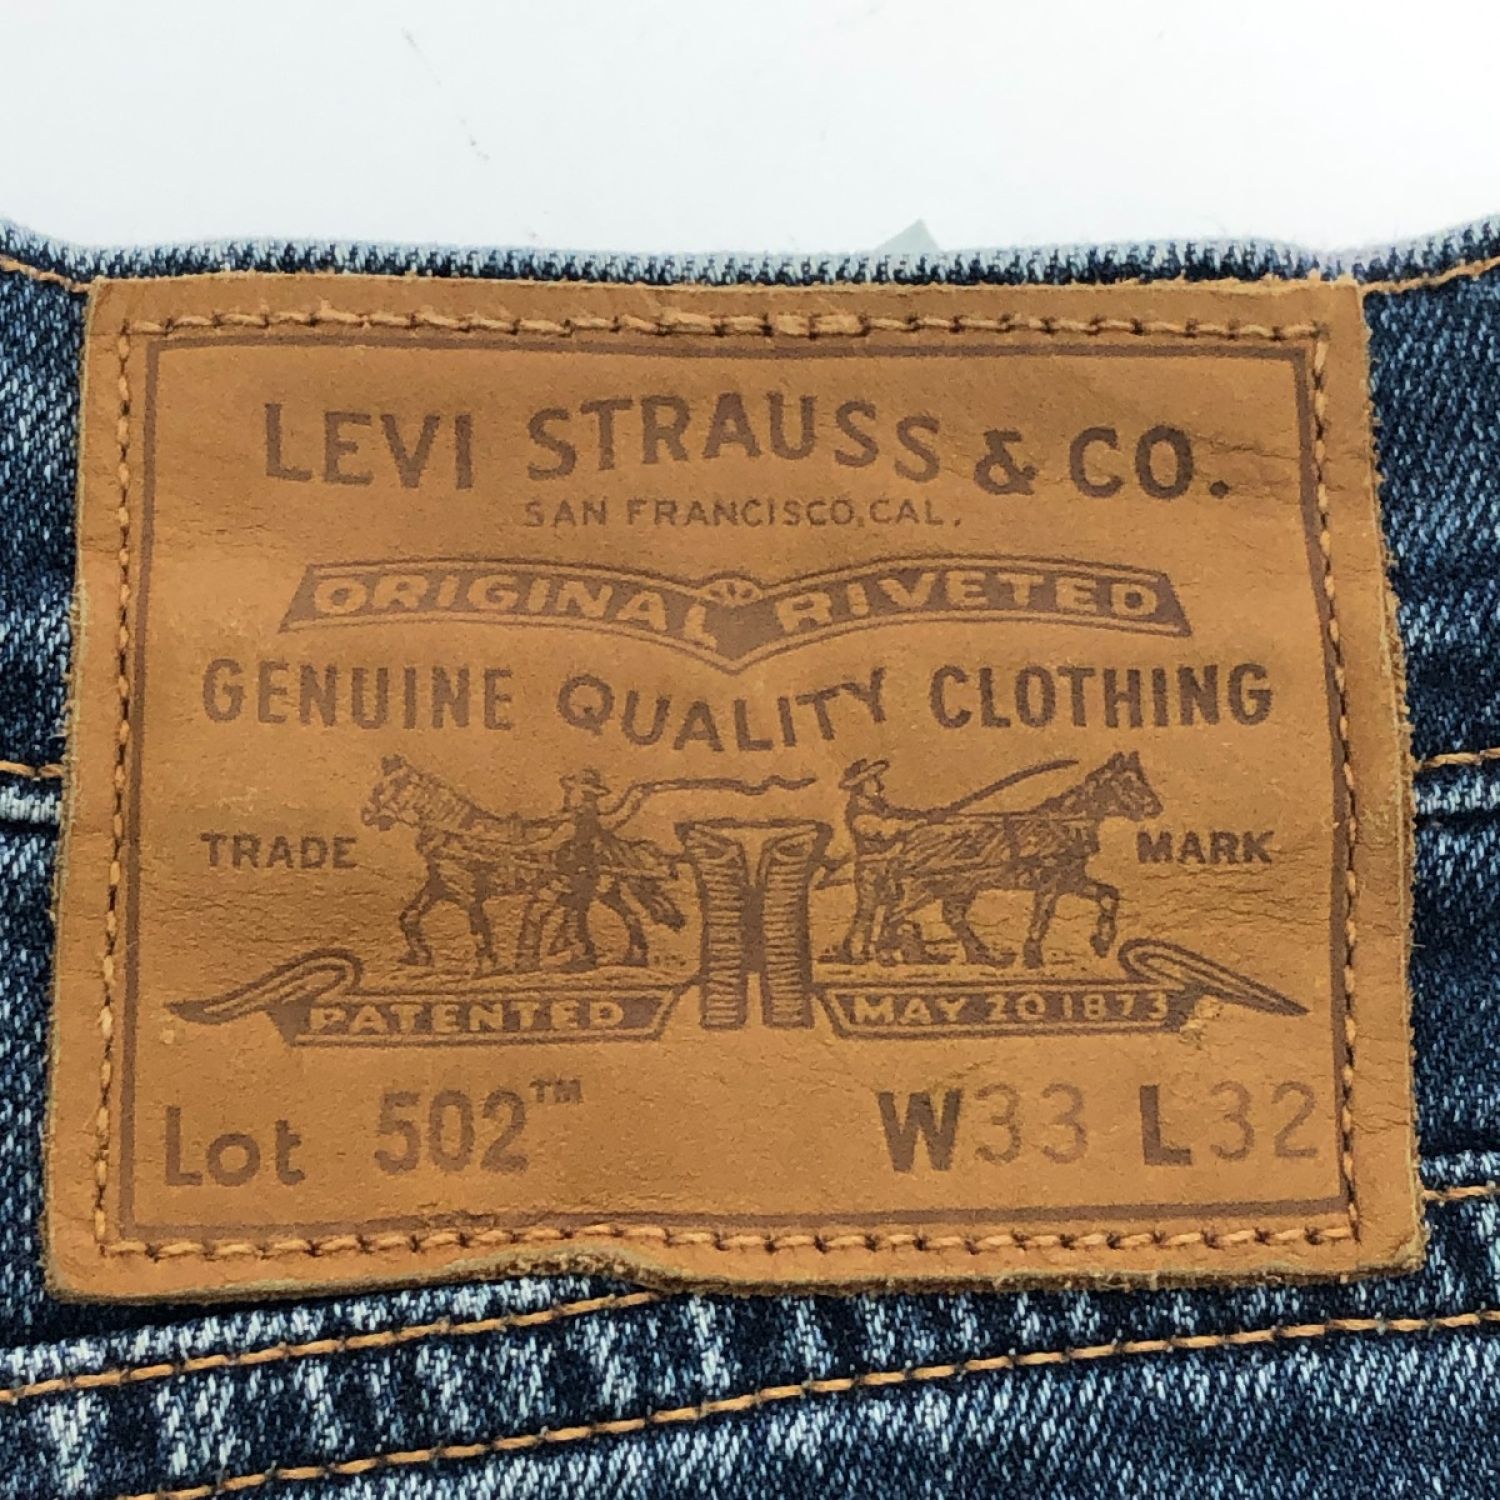 LEVI STRAUSS & CO.
SAN FRANCISCO, CAL.
ORIGINAL RIVETED
GENUINE QUALITY CLOTHING
TRADE MARK
PATENTED MAY 20 1873
Lot 502™ W33 L32